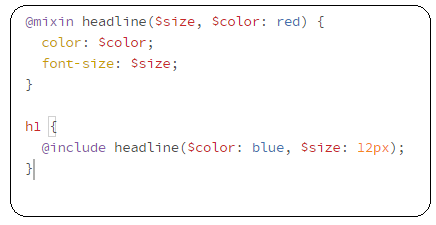 @mixin headline($size, $color: red) {
  color: $color;
  font-size: $size;
}

h1 {
  @include headline($color: blue, $size: 12px);
}